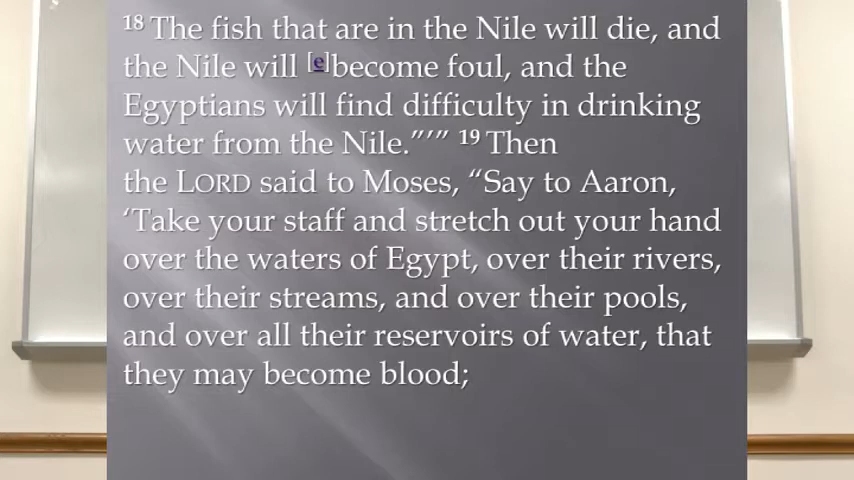 18 The fish that are in the Nile will die, and
the Nile will [e]become foul, and the
Egyptians will find difficulty in drinking
water from the Nile.”’” 19 Then
the LORD said to Moses, “Say to Aaron,
‘Take your staff and stretch out your hand
over the waters of Egypt, over their rivers,
over their streams, and over their pools,
and over all their reservoirs of water, that
they may become blood;